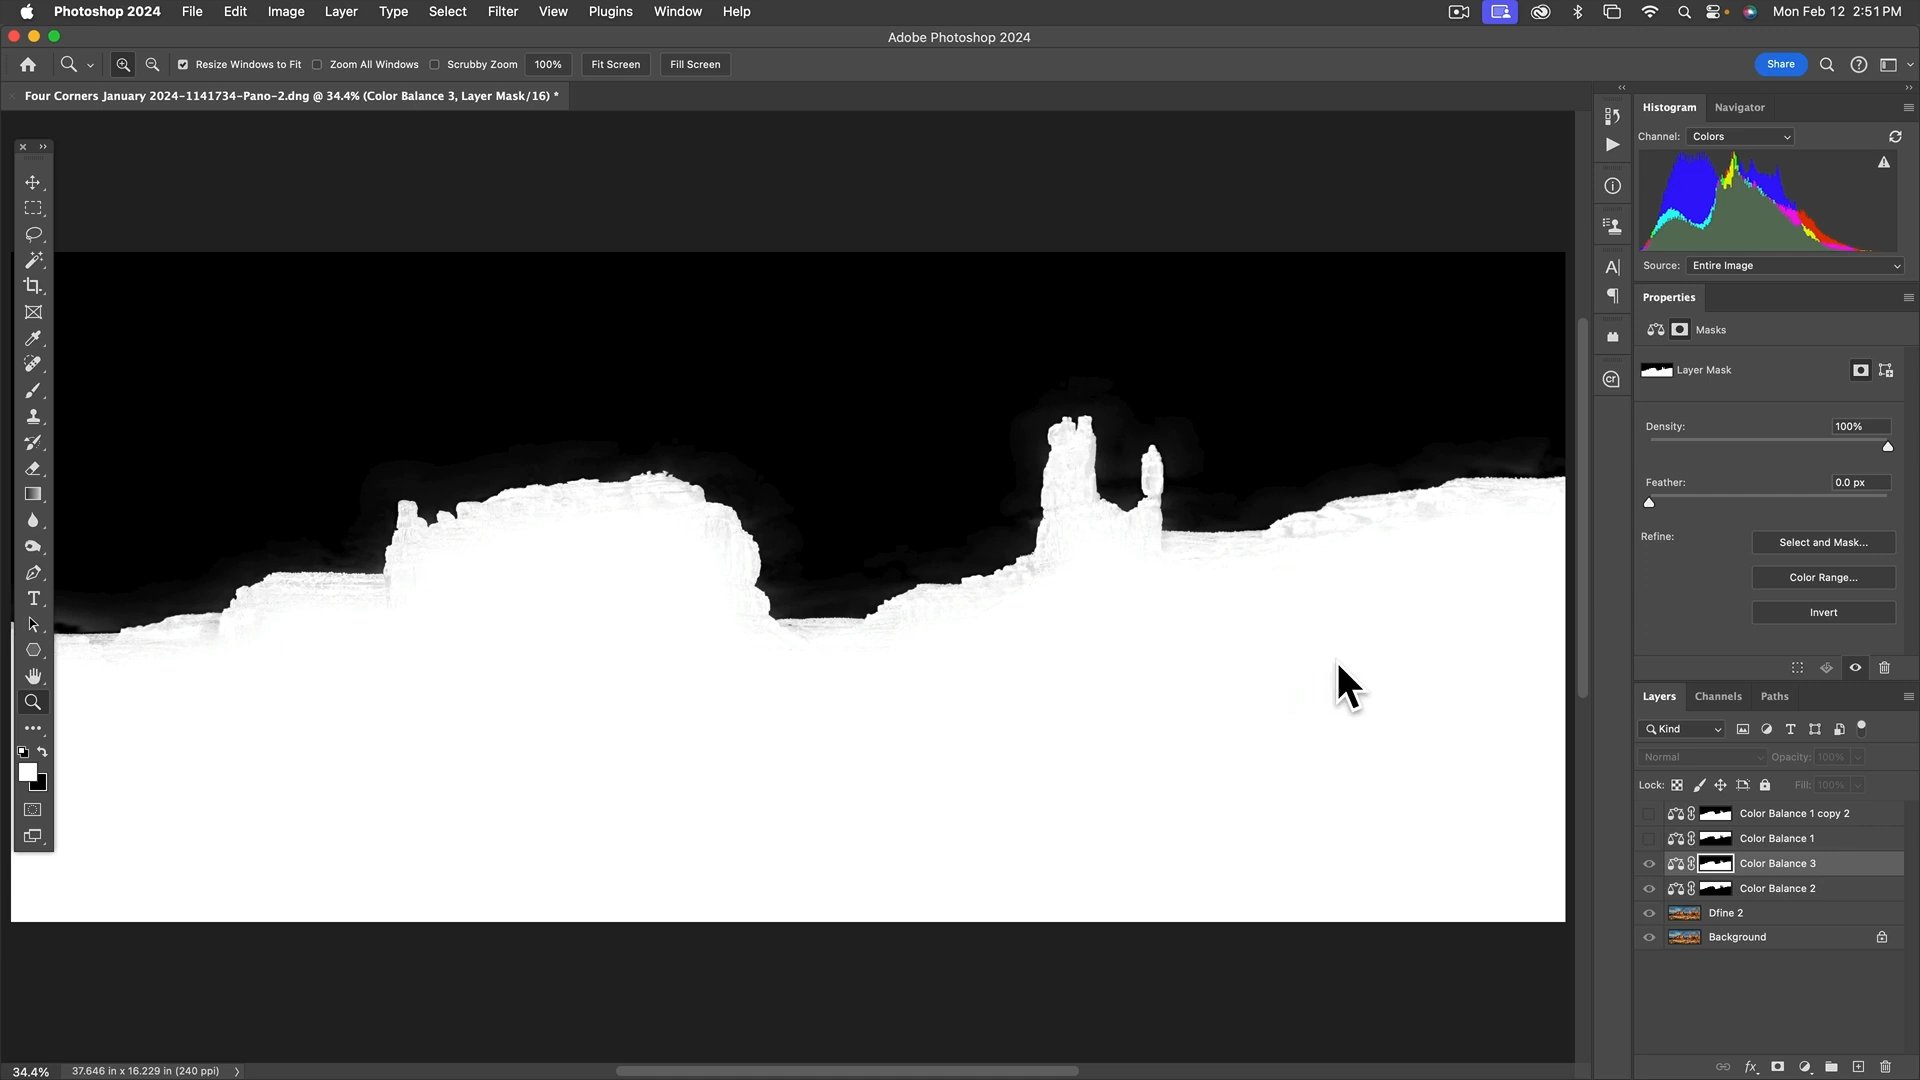 Photoshop 2024 File Edit Image Layer Type Select Filter View Plugins Window Help Mon Feb 12 2:51 PM
Adobe Photoshop 2024
Resize Windows to Fit Zoom All Windows Scrubby Zoom 100% Fit Screen Fill Screen Share
Four Corners January 2024-1141734-Pano-2.dng @ 34.4% (Color Balance 3, Layer Mask/16) *
Histogram Navigator
Channel: Colors
Source: Entire Image
Properties
Masks
Layer Mask
Density: 100%
Feather: 0.0 px
Refine: Select and Mask...
Color Range...
Invert
Layers Channels Paths
Kind
Normal Opacity: 100%
Lock: Fill: 100%
Color Balance 1 copy 2
Color Balance 1
Color Balance 3
Color Balance 2
Dfine 2
Background
34.4% 37.646 in x 16.229 in (240 ppi)